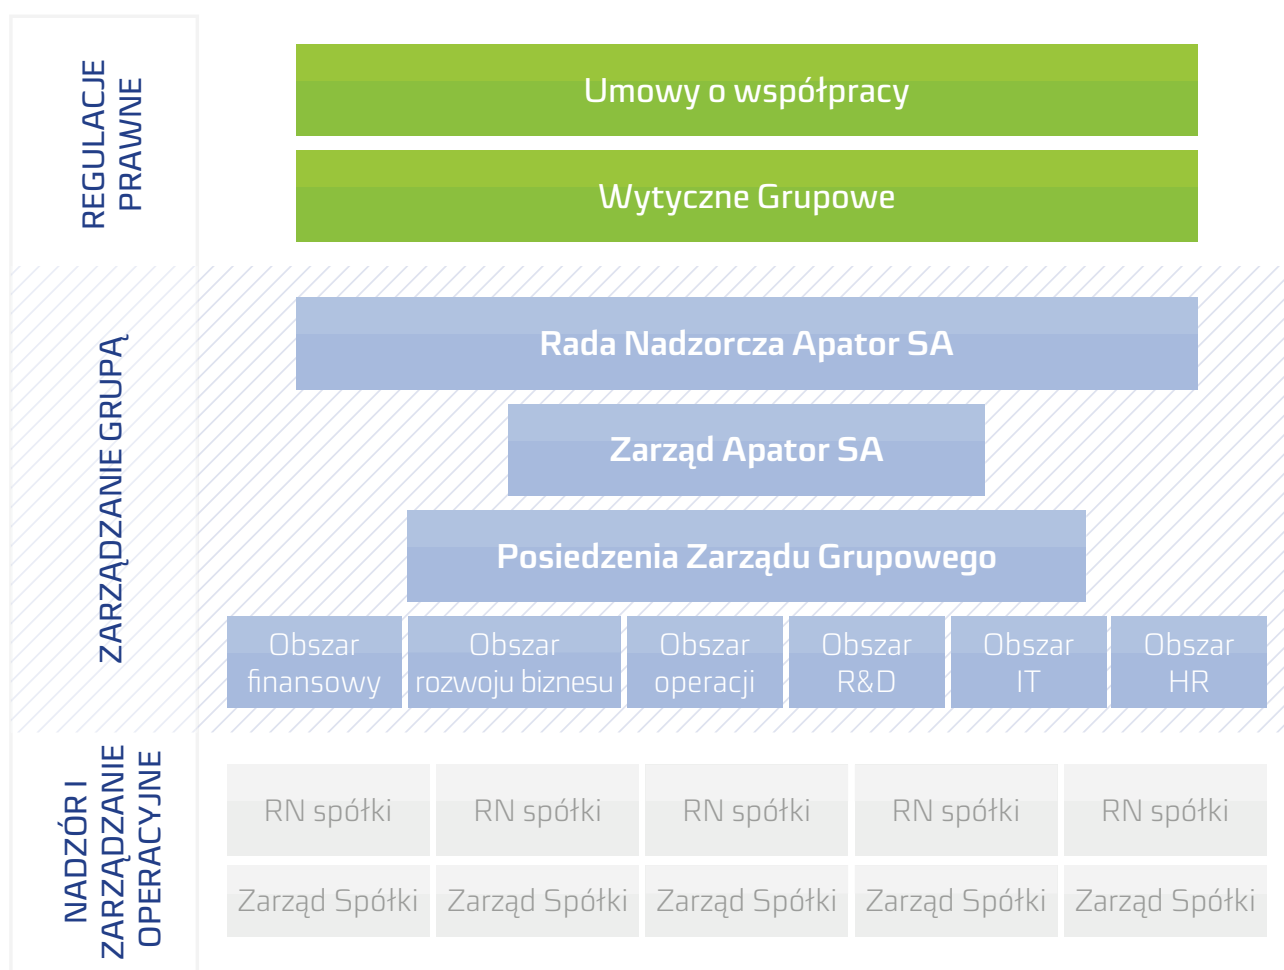 REGULACJE
PRAWNE
Umowy o współpracy
Wytyczne Grupowe
ZARZĄDZANIE GRUPĄ
Rada Nadzorcza Apator SA
Zarząd Apator SA
Posiedzenia Zarządu Grupowego
Obszar
finansowy
Obszar
rozwoju biznesu
Obszar
operacji
Obszar
R&D
Obszar
IT
Obszar
HR
NADZÓR I
ZARZĄDZANIE
OPERACYJNE
RN spółki
RN spółki
RN spółki
RN spółki
RN spółki
Zarząd Spółki
Zarząd Spółki
Zarząd Spółki
Zarząd Spółki
Zarząd Spółki